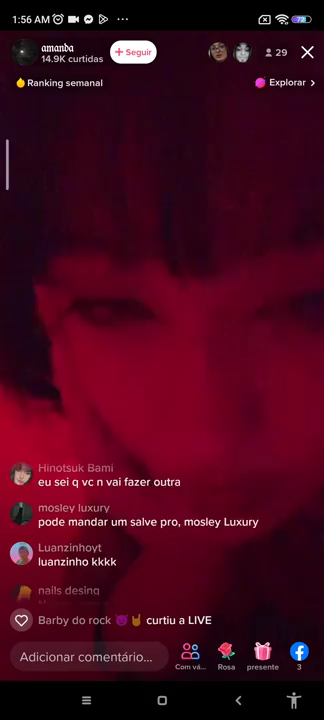 1:56 AM
72
amanda
14.9K curtidas
+ Seguir
29
Ranking semanal
Explorar >
Hinotsuk Bami
eu sei q vc n vai fazer outra
mosley luxury
pode mandar um salve pro, mosley Luxury
Luanzinhoyt
luanzinho kkkk
nails desing
Barby do rock 😈🤘 curtiu a LIVE
Adicionar comentário...
Com vá...
Rosa
presente
3